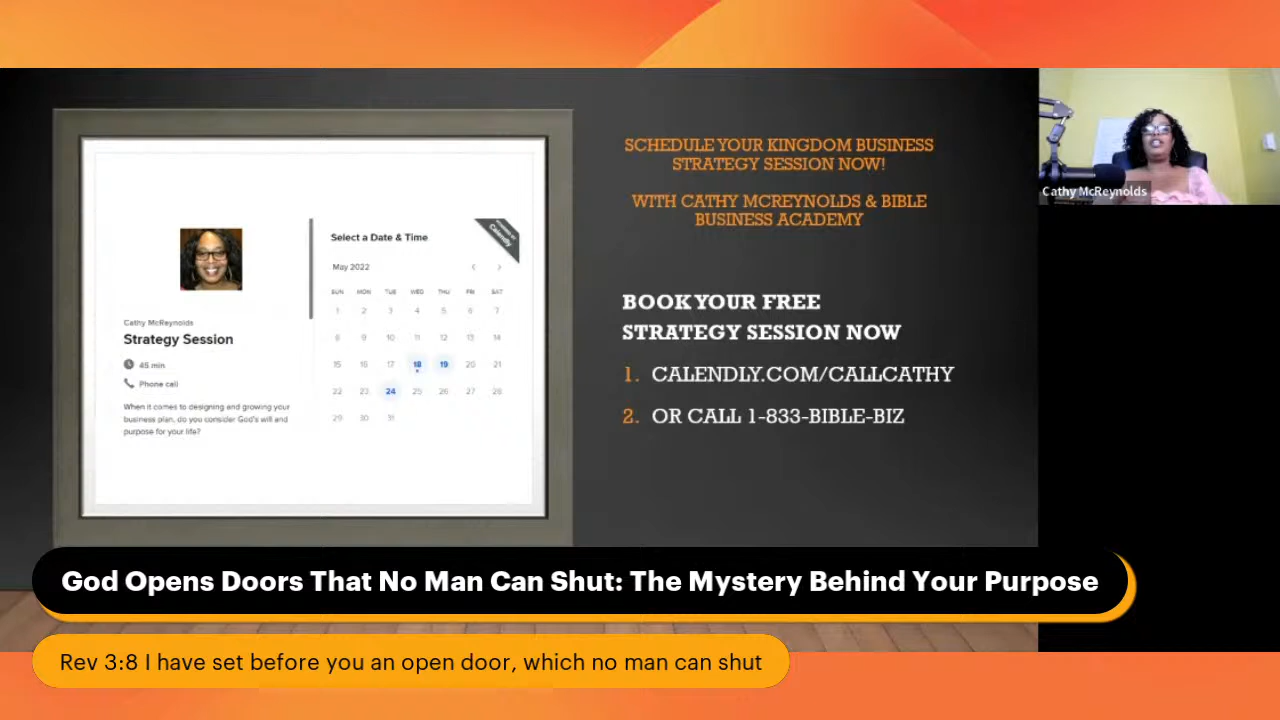 SCHEDULE YOUR KINGDOM BUSINESS
STRATEGY SESSION NOW!
WITH CATHY MCREYNOLDS & BIBLE
BUSINESS ACADEMY
BOOK YOUR FREE
STRATEGY SESSION NOW
1. CALENDLY.COM/CALLCATHY
2. OR CALL 1-833-BIBLE-BIZ
Cathy McReynolds
Strategy Session
45 min
Phone call
When it comes to designing and growing your
business plan, do you consider God's will and
purpose for your life?
Select a Date & Time
Calendly
May 2022
SUN MON TUE WED THU FRI SAT
1 2 3 4 5 6 7
8 9 10 11 12 13 14
15 16 17 18 19 20 21
22 23 24 25 26 27 28
29 30 31
Cathy McReynolds
God Opens Doors That No Man Can Shut: The Mystery Behind Your Purpose
Rev 3:8 I have set before you an open door, which no man can shut